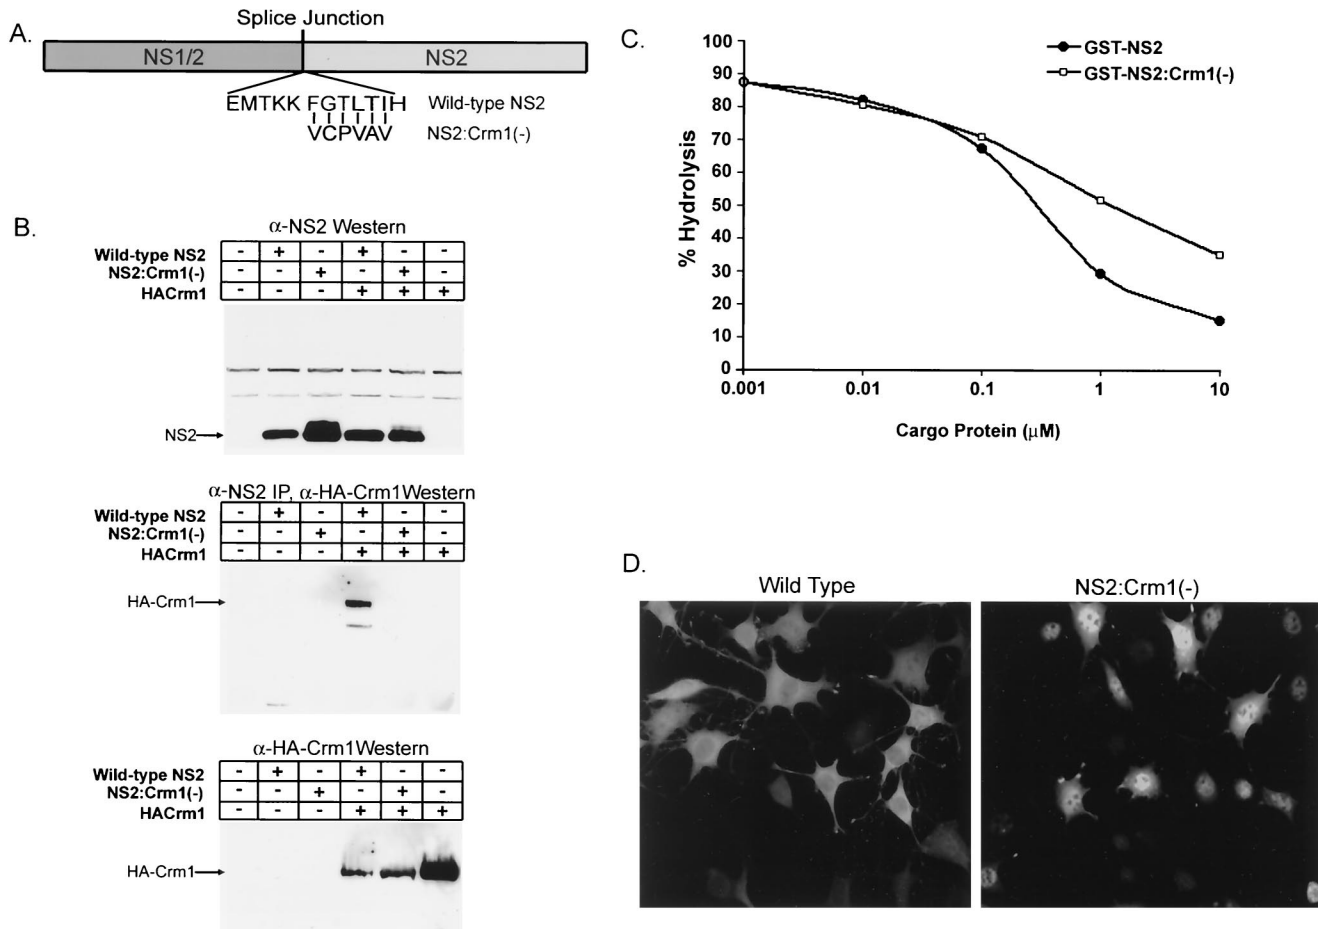 A.
Splice Junction
NS1/2 NS2
EMTKK FGTLTIH Wild-type NS2
VCPVAV NS2:Crm1(-)
B.
α-NS2 Western
Wild-type NS2 - + - + - -
NS2:Crm1(-) - - + - + -
HACrm1 - - - + + +
NS2
α-NS2 IP, α-HA-Crm1Western
Wild-type NS2 - + - + - -
NS2:Crm1(-) - - + - + -
HACrm1 - - - + + +
HA-Crm1
α-HA-Crm1Western
Wild-type NS2 - + - + - -
NS2:Crm1(-) - - + - + -
HACrm1 - - - + + +
HA-Crm1
C.
GST-NS2
GST-NS2:Crm1(-)
% Hydrolysis
100
90
80
70
60
50
40
30
20
10
0
0.001 0.01 0.1 1 10
Cargo Protein (μM)
D.
Wild Type NS2:Crm1(-)